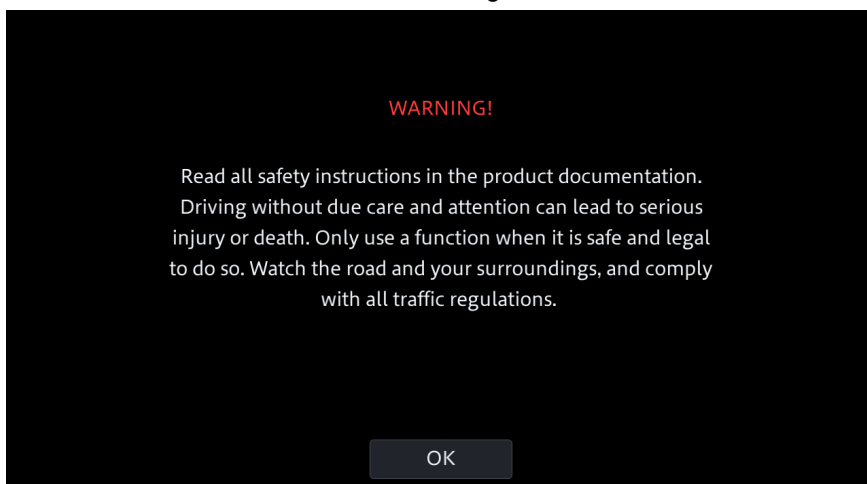 WARNING!
Read all safety instructions in the product documentation.
Driving without due care and attention can lead to serious
injury or death. Only use a function when it is safe and legal
to do so. Watch the road and your surroundings, and comply
with all traffic regulations.
OK